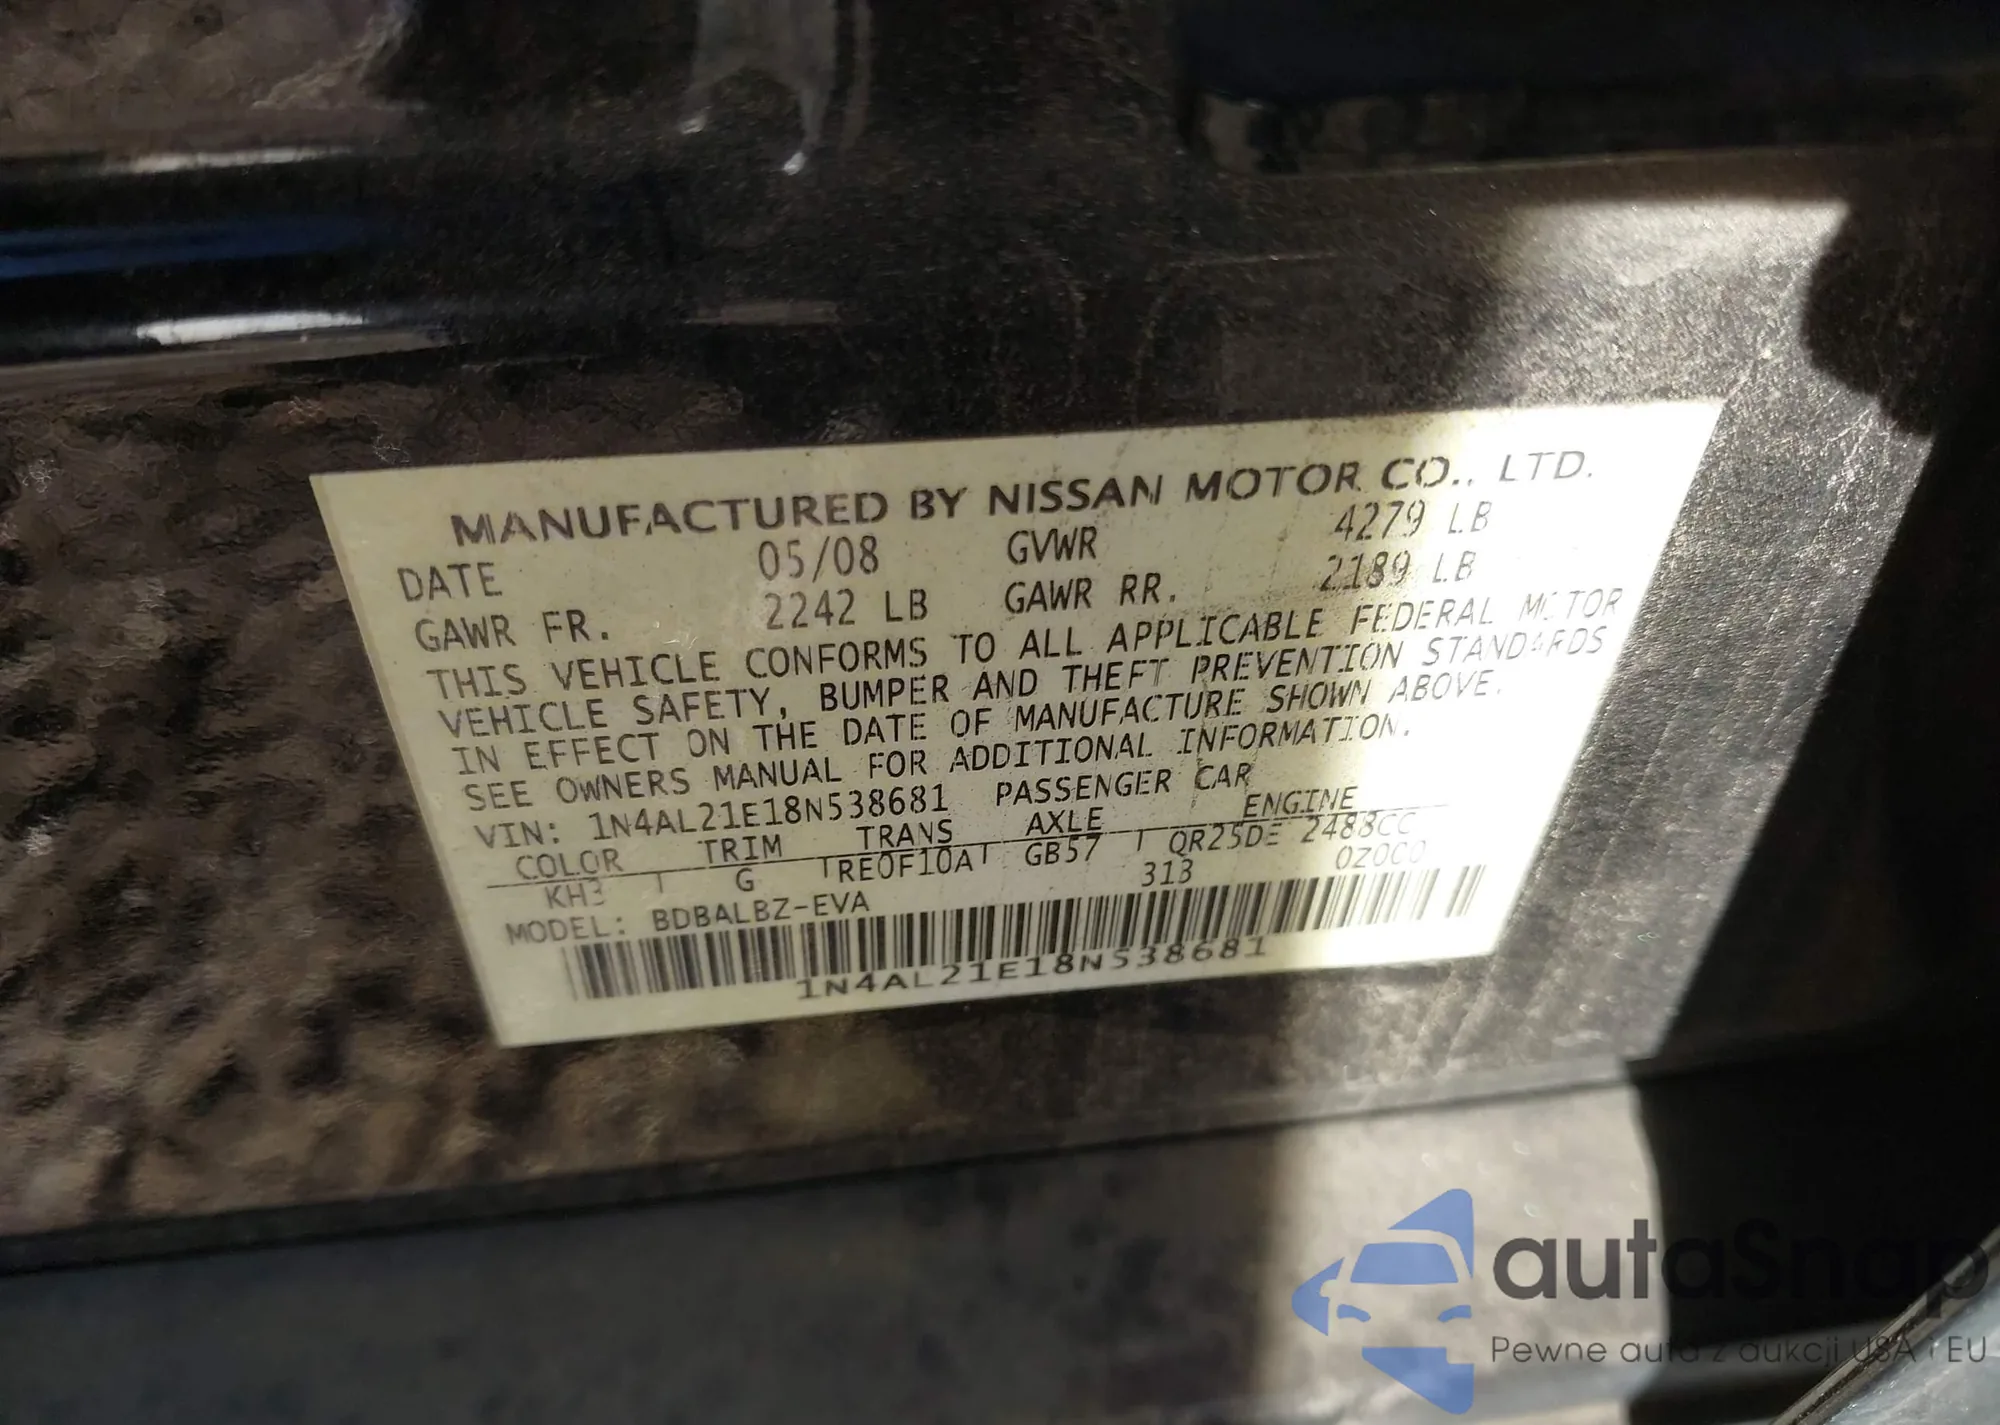 MANUFACTURED BY NISSAN MOTOR CO., LTD.
DATE 05/08 GVWR 4279 LB
GAWR FR. 2242 LB GAWR RR. 2189 LB
THIS VEHICLE CONFORMS TO ALL APPLICABLE FEDERAL MOTOR
VEHICLE SAFETY, BUMPER AND THEFT PREVENTION STANDARDS
IN EFFECT ON THE DATE OF MANUFACTURE SHOWN ABOVE.
SEE OWNERS MANUAL FOR ADDITIONAL INFORMATION.
VIN: 1N4AL21E18N538681 PASSENGER CAR
COLOR TRIM TRANS AXLE ENGINE
KH3 G RE0F10A GB57 QR25DE 2488CC
MODEL: BDBALBZ-EVA 313 0Z0C0
1N4AL21E18N538681
autaSnap
Pewne auta z aukcji USA i EU